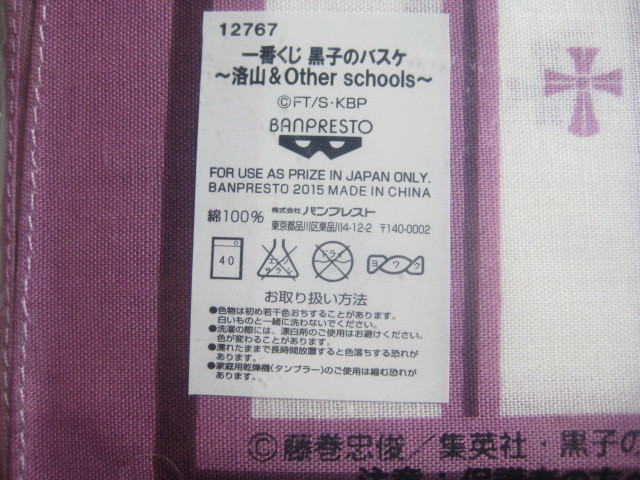 12767
一番くじ 黒子のバスケ
～洛山&Other schools～
©FT/S・KBP
BANPRESTO
FOR USE AS PRIZE IN JAPAN ONLY.
BANPRESTO 2015 MADE IN CHINA
綿100% 株式会社 バンプレスト
東京都品川区東品川4-12-2 〒140-0002
40 エンソ サラシ ドライ ヨワク
お取り扱い方法
●色物は初め若干色おちすることがあります。
白いものと一緒に洗わないでください。
●洗濯の際には、漂白剤のご使用はお避けください。
色が変わることがあります。
●濡れたままで長時間放置すると色落ちする恐れが
あります。
●家庭用乾燥機(タンブラー)のご使用は縮む恐れが
あります。
©藤巻忠俊／集英社・黒子の
注意：保護者の方